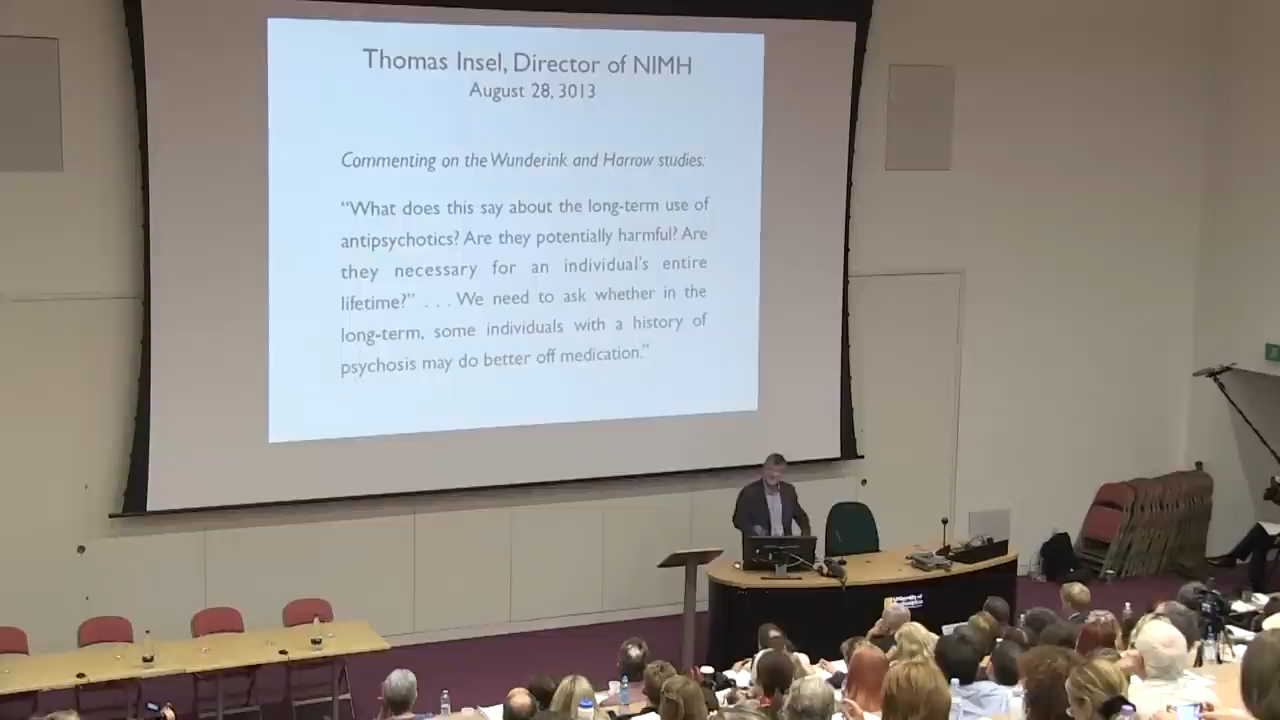 Thomas Insel, Director of NIMH
August 28, 3013
Commenting on the Wunderink and Harrow studies:
“What does this say about the long-term use of
antipsychotics? Are they potentially harmful? Are
they necessary for an individual's entire
lifetime?” . . . We need to ask whether in the
long-term, some individuals with a history of
psychosis may do better off medication.”
University of